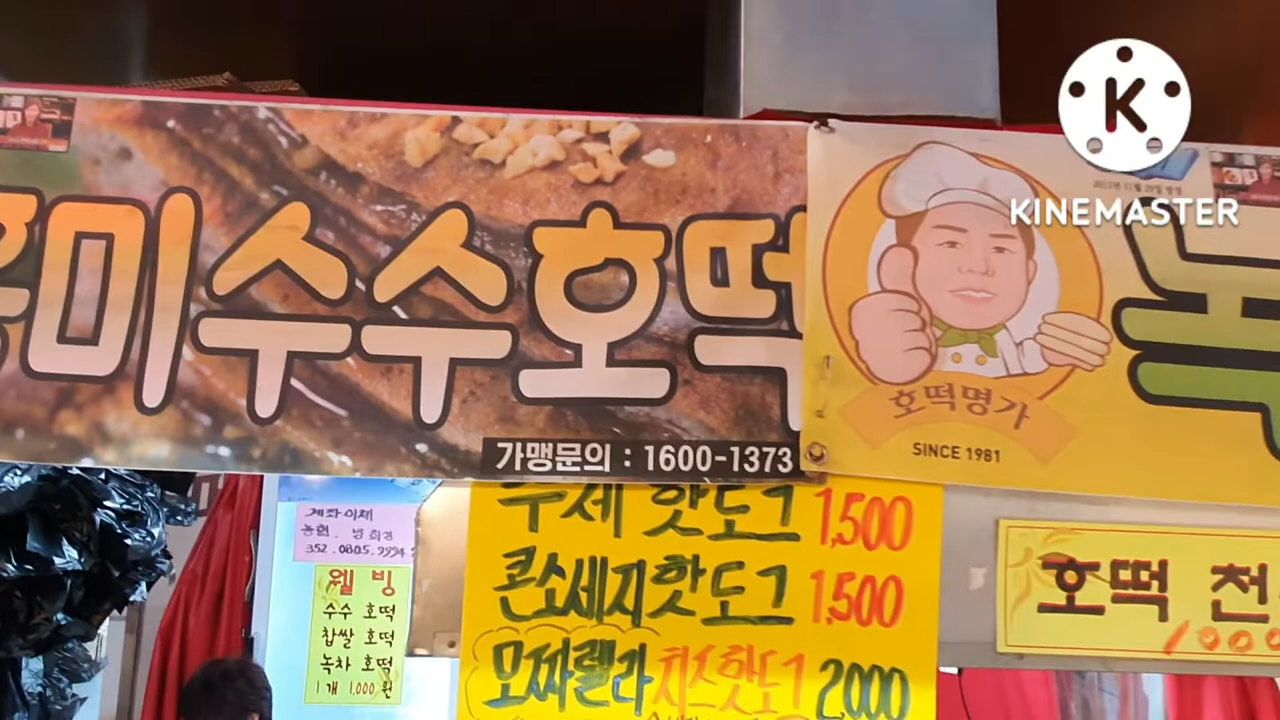 KINEMASTER
미수수호떡
호떡명가
SINCE 1981
가맹문의 : 1600-1373
수제 핫도그 1,500
콘소세지핫도그 1,500
모짜렐라치즈핫도그 2,000
계좌이체
농협.
352.0805.9994
웰빙
수수 호떡
찹쌀 호떡
녹차 호떡
1개 1,000원
호떡 천